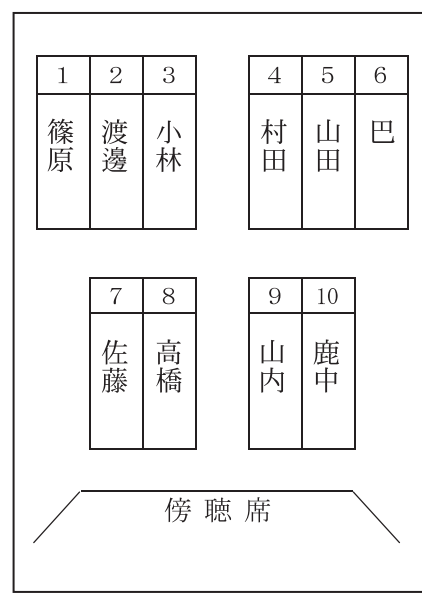 1 2 3 4 5 6
篠原 渡邊 小林 村田 山田 巴
7 8 9 10
佐藤 高橋 山内 鹿中
傍聴席